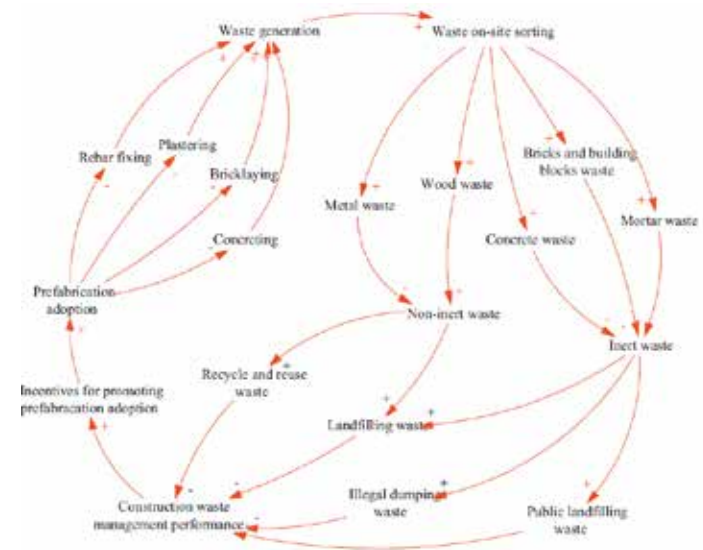 Waste generation
Waste on-site sorting
Rebar fixing
Plastering
Bricklaying
Concreting
Prefabrication
adoption
Incentives for promoting
prefabrication adoption
Metal waste
Wood waste
Concrete waste
Bricks and building
blocks waste
Mortar waste
Non-inert waste
Inert waste
Recycle and reuse
waste
Landfilling waste
Illegal dumping
waste
Public landfilling
waste
Construction waste
management performance